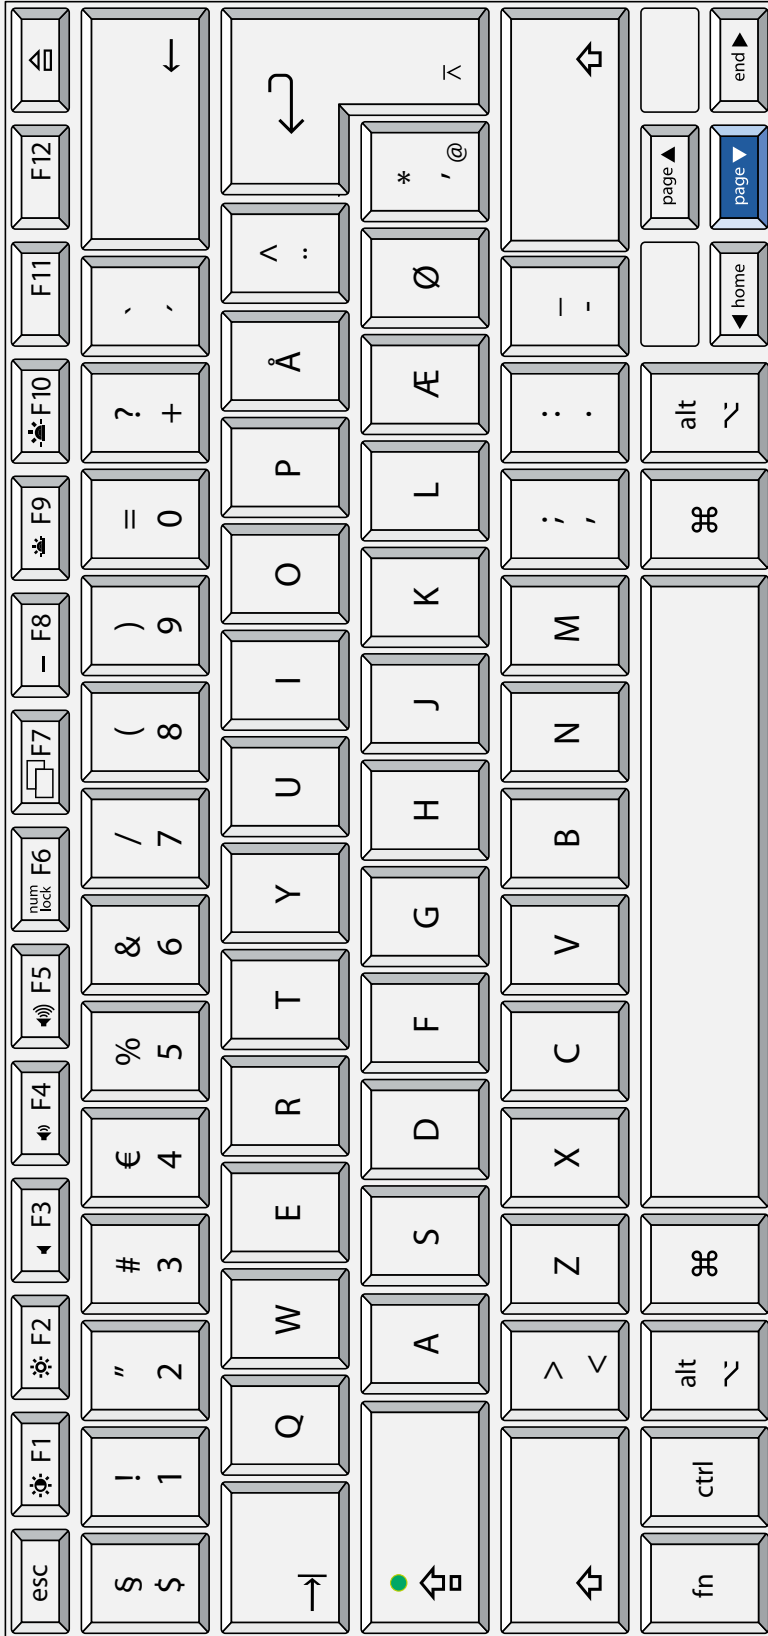 esc F1 F2 F3 F4 F5 num lock F6 F7 F8 F9 F10 F11 F12
§ ! " # € % & / ( ) = ? `
$ 1 2 3 4 5 6 7 8 9 0 + ´
Q W E R T Y U I O P Å ^ ¨
A S D F G H J K L Æ Ø * ' @
> < Z X C V B N M ; , : . _ -
fn ctrl alt ⌥ ⌘ ⌘ alt ⌥
page ▲
◀ home page ▼ end ▶